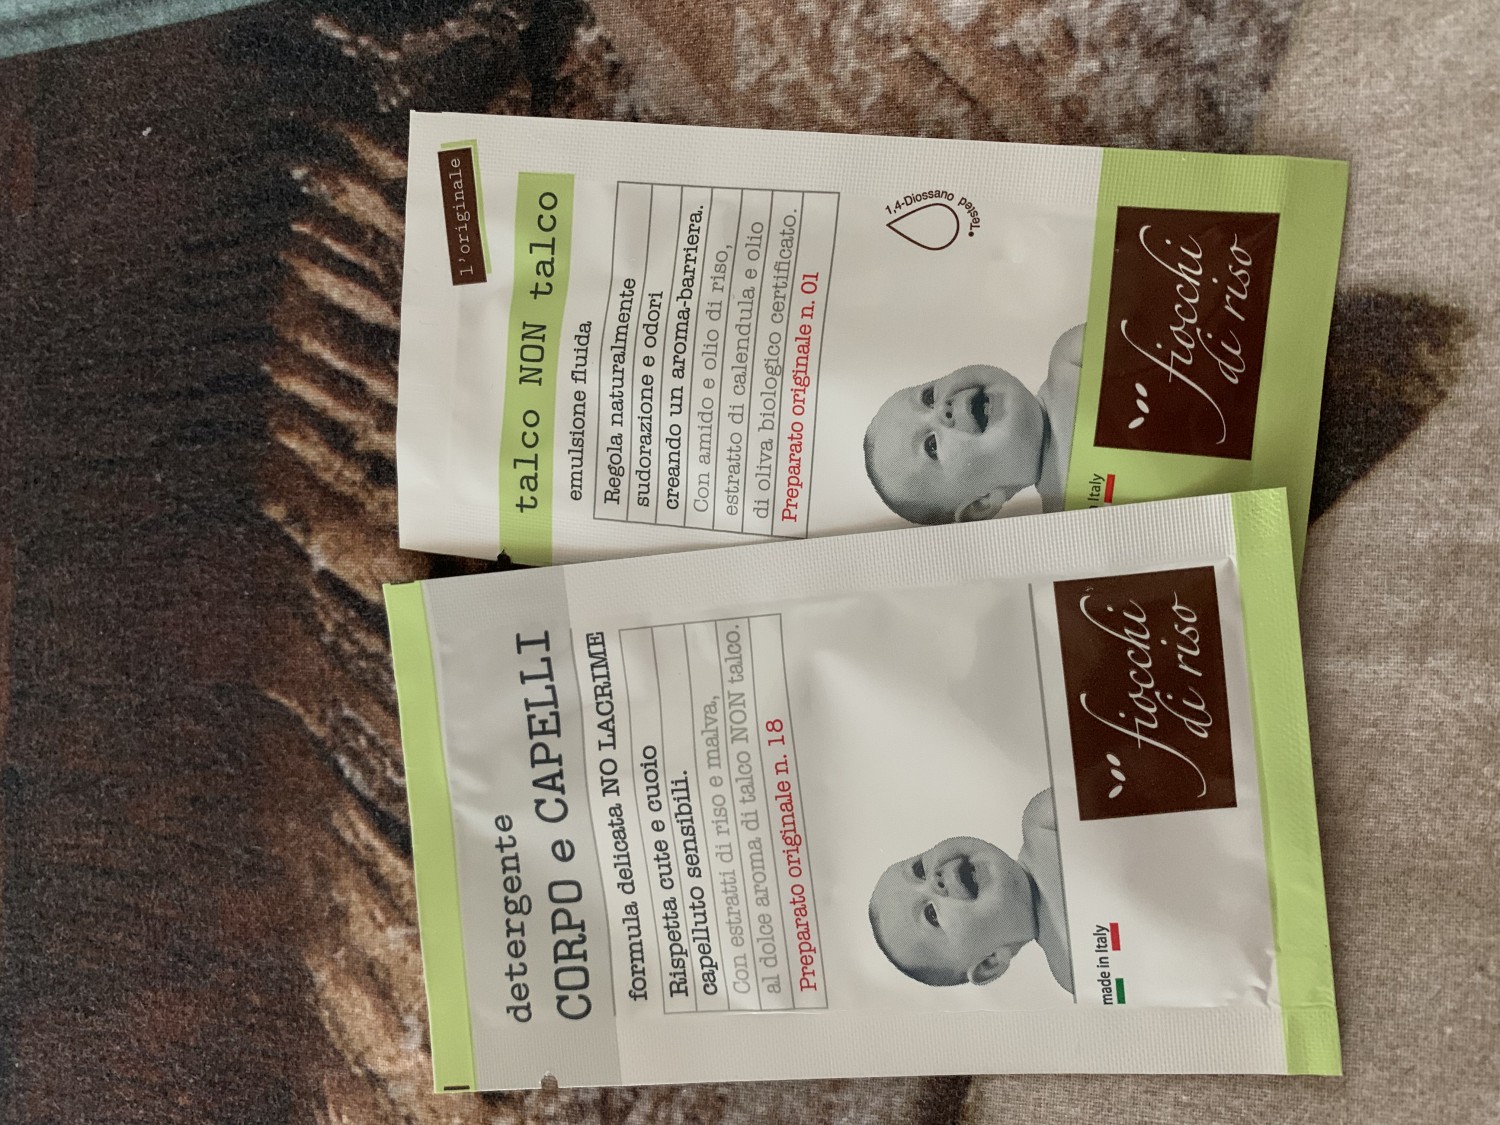 l'originale
talco NON talco
emulsione fluida
Regola naturalmente
sudorazione e odori
creando un aroma-barriera.
Con amido e olio di riso,
estratto di calendula e olio
di oliva biologico certificato.
Preparato originale n. 01
1,4-Diossano
Tested•
Italy
fiocchi
di riso
detergente
CORPO e CAPELLI
formula delicata NO LACRIME
Rispetta cute e cuoio
capelluto sensibili.
Con estratti di riso e malva,
al dolce aroma di talco NON talco.
Preparato originale n. 18
made in Italy
fiocchi
di riso